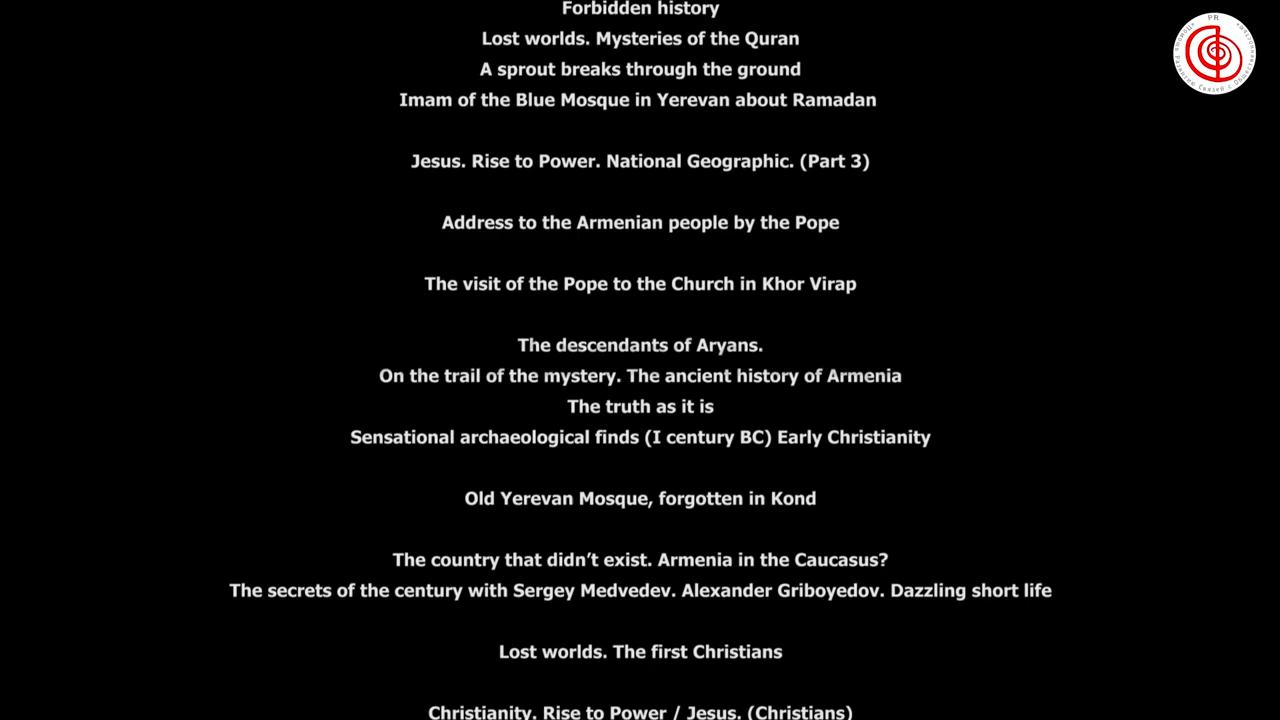 Forbidden history
Lost worlds. Mysteries of the Quran
A sprout breaks through the ground
Imam of the Blue Mosque in Yerevan about Ramadan
Jesus. Rise to Power. National Geographic. (Part 3)
Address to the Armenian people by the Pope
The visit of the Pope to the Church in Khor Virap
The descendants of Aryans.
On the trail of the mystery. The ancient history of Armenia
The truth as it is
Sensational archaeological finds (I century BC) Early Christianity
Old Yerevan Mosque, forgotten in Kond
The country that didn’t exist. Armenia in the Caucasus?
The secrets of the century with Sergey Medvedev. Alexander Griboyedov. Dazzling short life
Lost worlds. The first Christians
Christianity. Rise to Power / Jesus. (Christians)
PR
Развитию Связей с